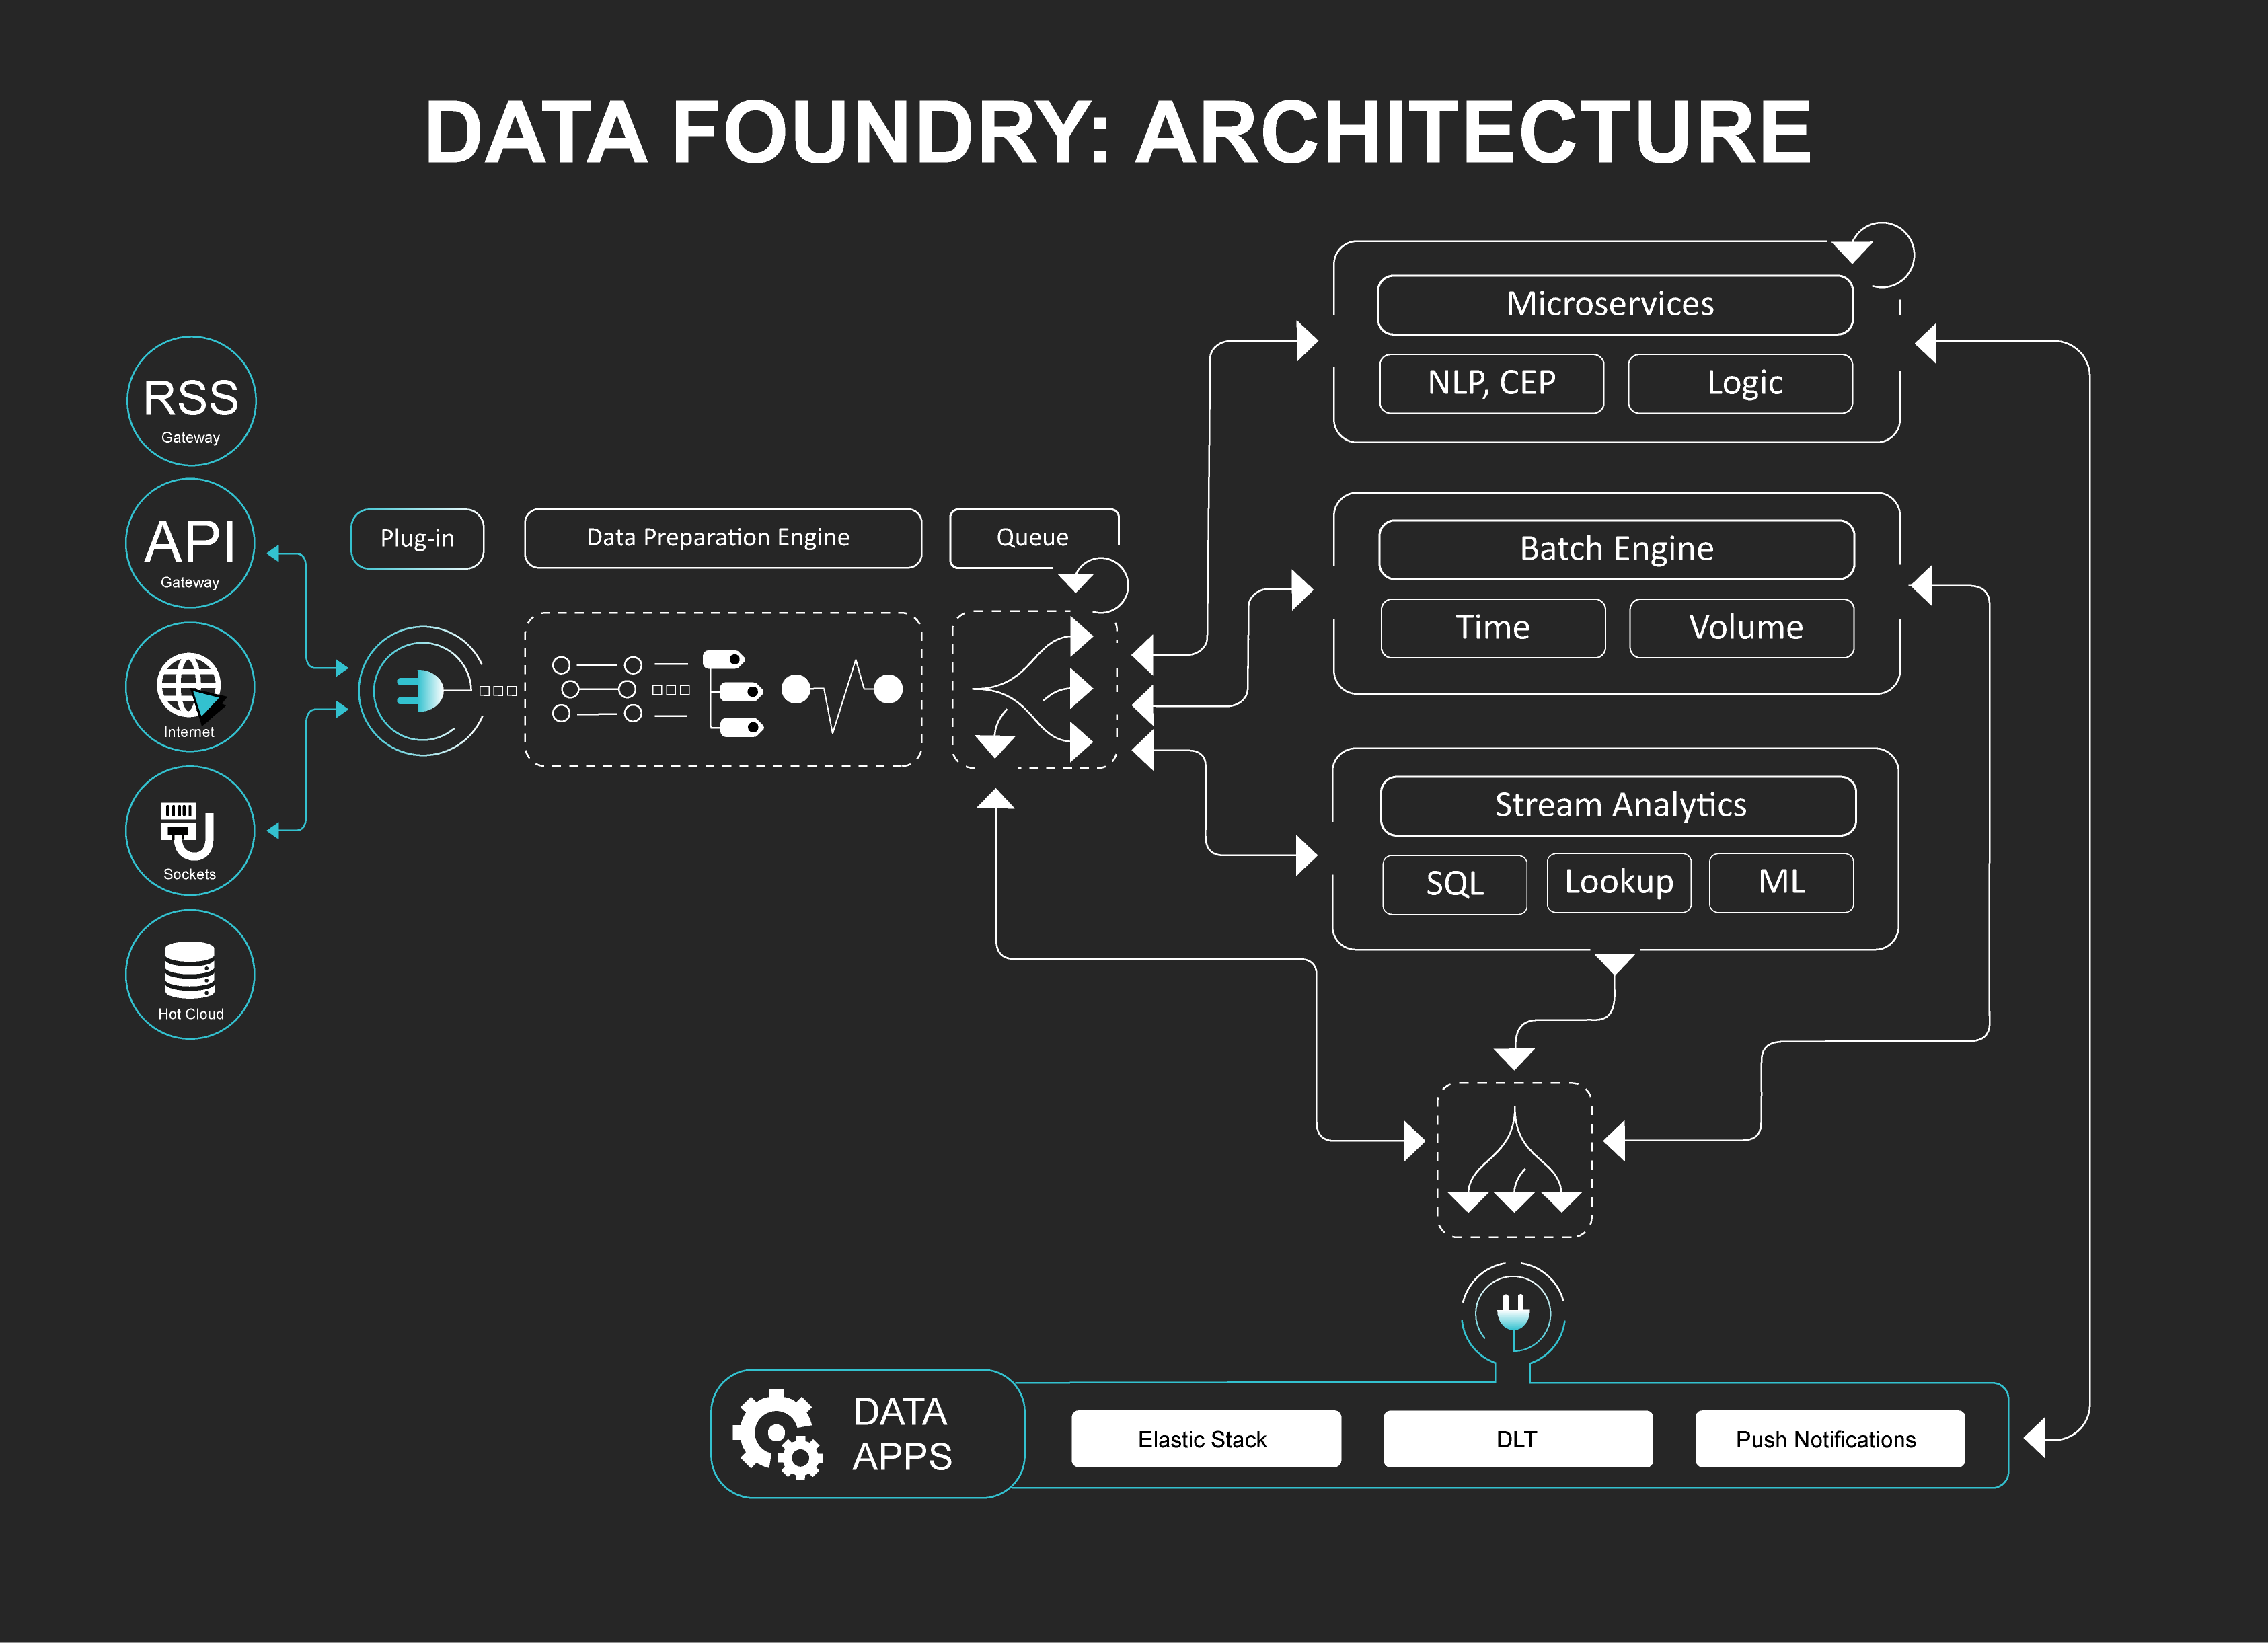 DATA FOUNDRY: ARCHITECTURE
RSS
Gateway
API
Gateway
Internet
Sockets
Hot Cloud
Plug-in
Data Preparation Engine
Queue
Microservices
NLP, CEP
Logic
Batch Engine
Time
Volume
Stream Analytics
SQL
Lookup
ML
DATA
APPS
Elastic Stack
DLT
Push Notifications